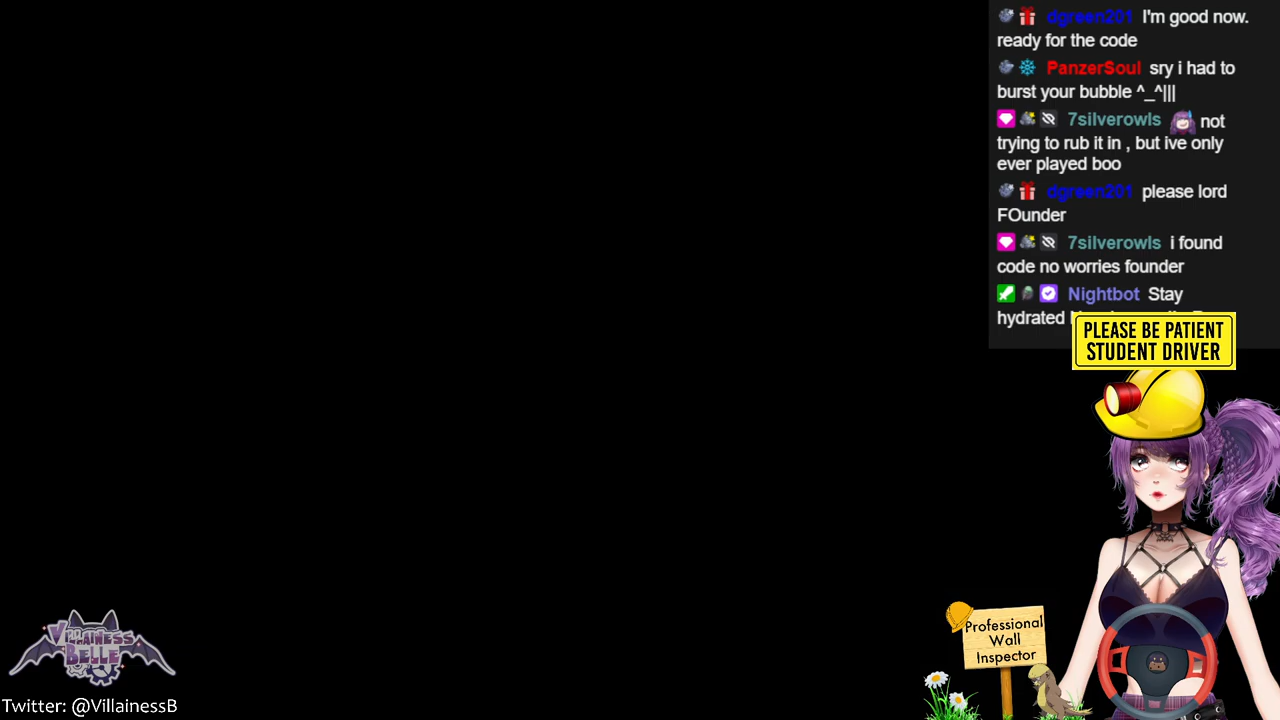 dgreen201 I'm good now.
ready for the code
PanzerSoul sry i had to
burst your bubble ^_^|||
7silverowls not
trying to rub it in , but ive only
ever played boo
dgreen201 please lord
FOunder
7silverowls i found
code no worries founder
Nightbot Stay
hydrated
PLEASE BE PATIENT
STUDENT DRIVER
Professional
Wall
Inspector
VILLAINESS
BELLE
Twitter: @VillainessB